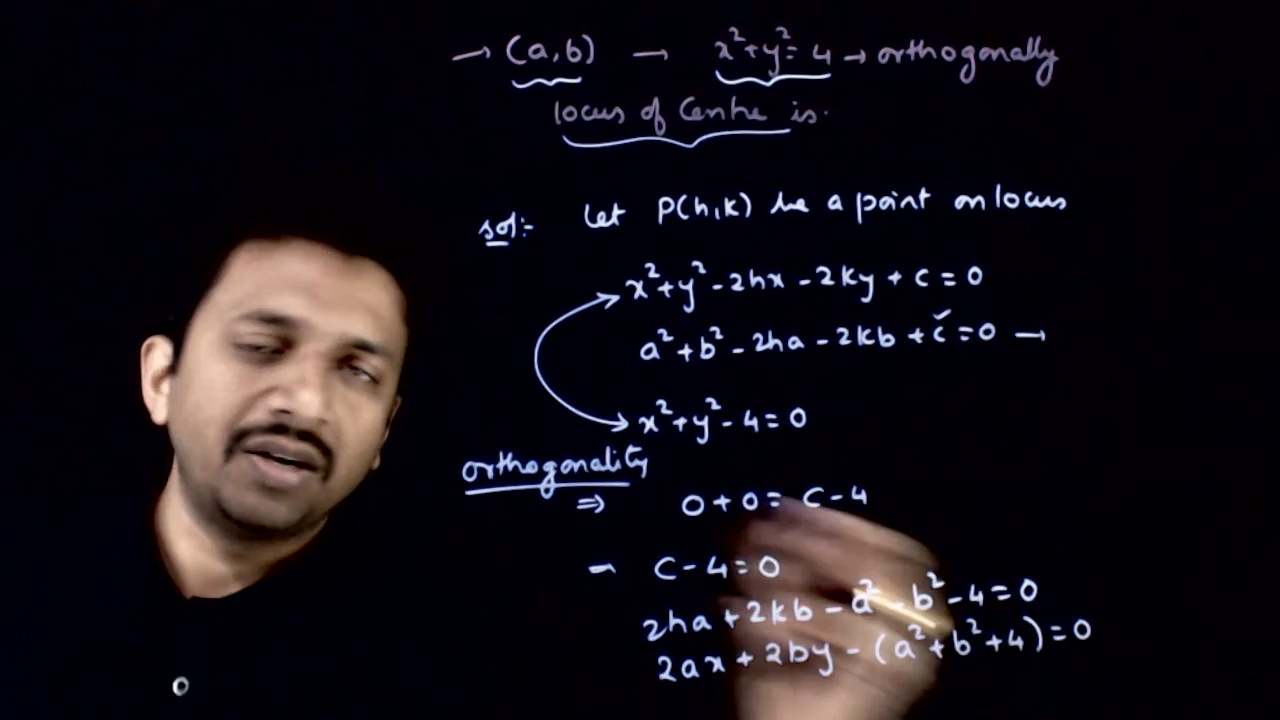 → (a,b) → x²+y²=4 → orthogonally
locus of Centre is.
sol:- Let P(h,k) be a point on locus
x²+y²-2hx-2ky+c=0
a²+b²-2ha-2kb+c=0 →
x²+y²-4=0
orthogonality
⇒ 0+0=c-4
- c-4=0
2ha+2kb-a²-b²-4=0
2ax+2by-(a²+b²+4)=0